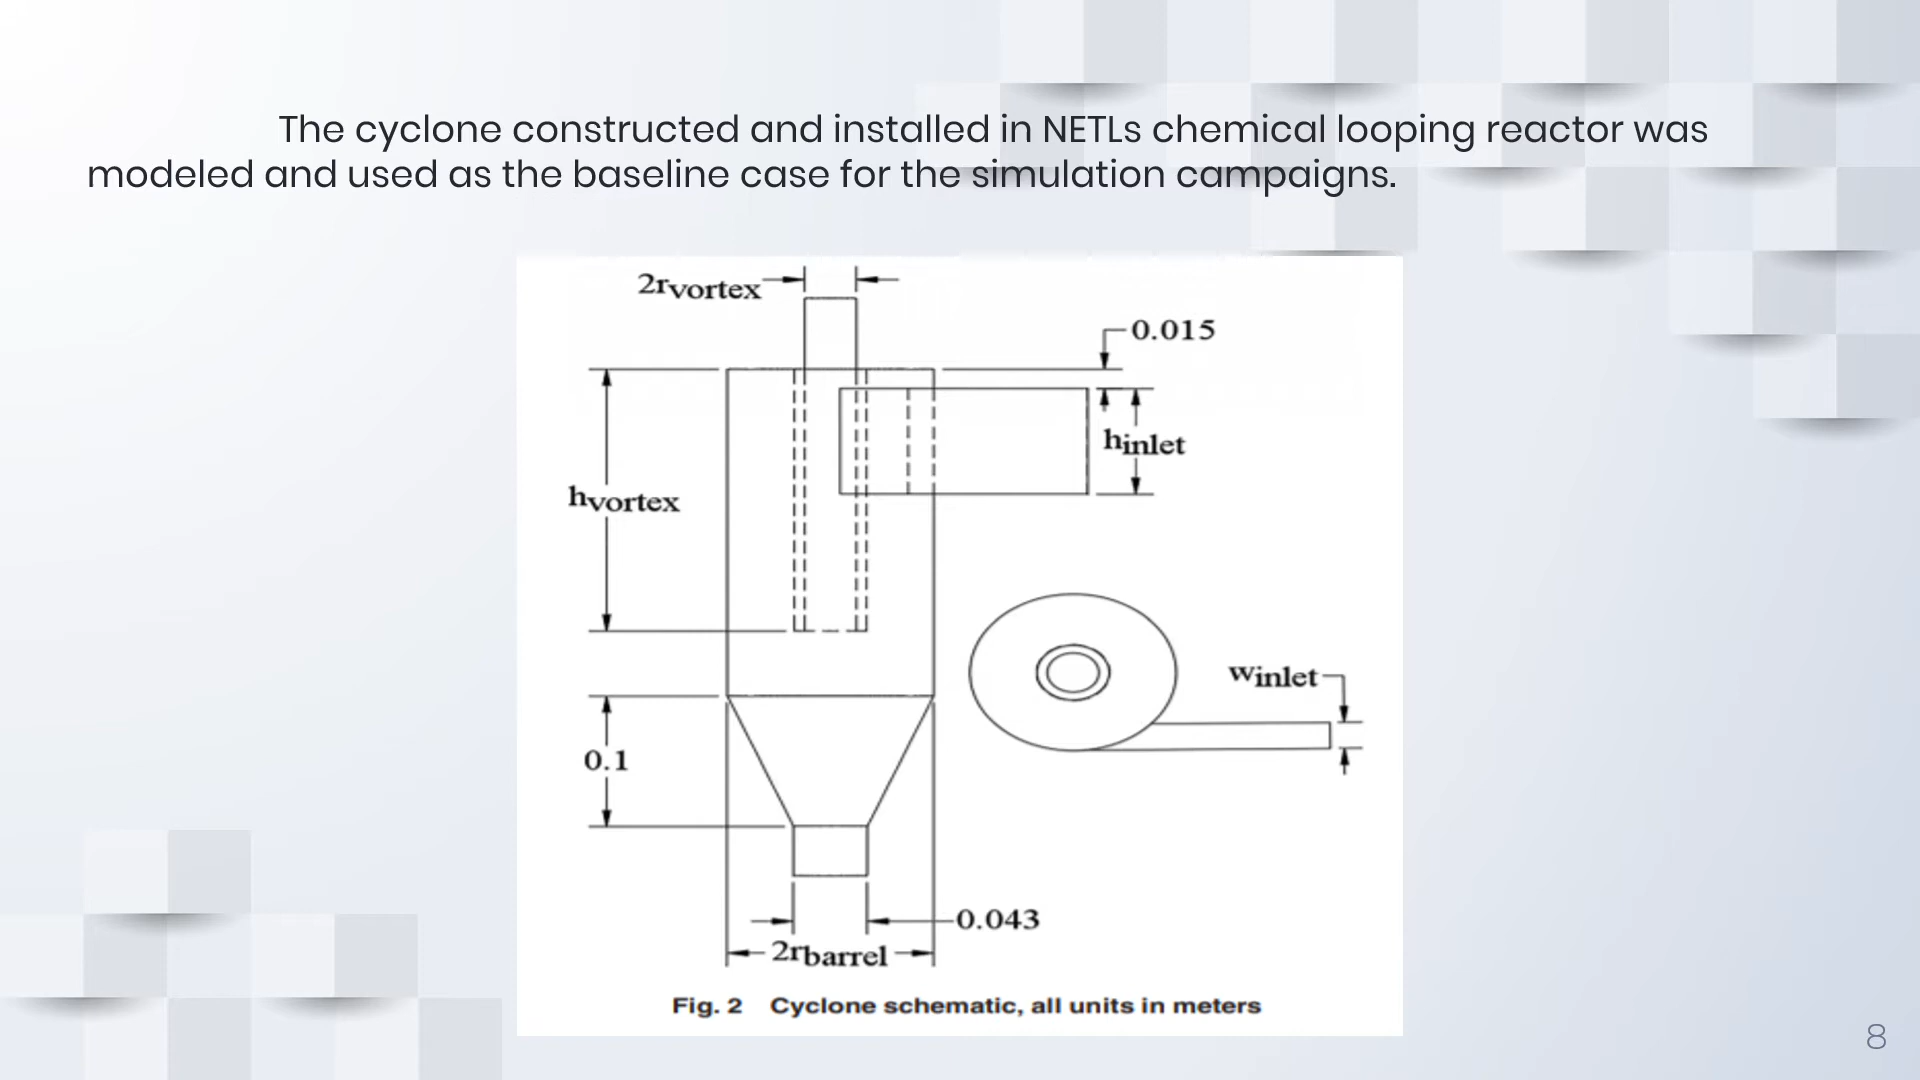 The cyclone constructed and installed in NETLs chemical looping reactor was
modeled and used as the baseline case for the simulation campaigns.
2rvortex
0.015
hinlet
hvortex
winlet
0.1
0.043
2rbarrel
Fig. 2 Cyclone schematic, all units in meters
8